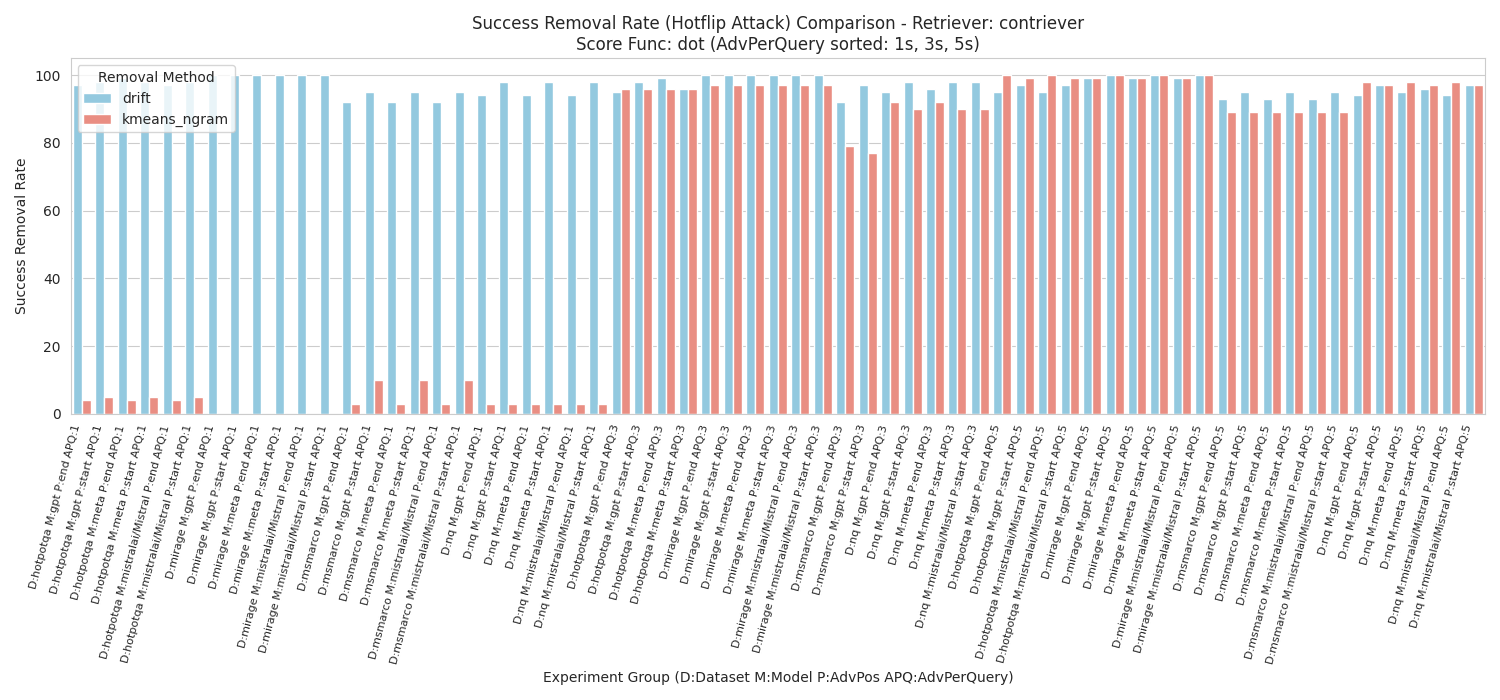 Success Removal Rate (Hotflip Attack) Comparison - Retriever: contriever
Score Func: dot (AdvPerQuery sorted: 1s, 3s, 5s)
Removal Method
drift
kmeans_ngram
Success Removal Rate
100
80
60
40
20
0
D:hotpotqa M:gpt P:end APQ:1
D:hotpotqa M:gpt P:start APQ:1
D:hotpotqa M:meta P:end APQ:1
D:hotpotqa M:meta P:start APQ:1
D:hotpotqa M:mistralai/Mistral P:end APQ:1
D:hotpotqa M:mistralai/Mistral P:start APQ:1
D:mirage M:gpt P:end APQ:1
D:mirage M:gpt P:start APQ:1
D:mirage M:meta P:end APQ:1
D:mirage M:meta P:start APQ:1
D:mirage M:mistralai/Mistral P:end APQ:1
D:mirage M:mistralai/Mistral P:start APQ:1
D:msmarco M:gpt P:end APQ:1
D:msmarco M:gpt P:start APQ:1
D:msmarco M:meta P:end APQ:1
D:msmarco M:meta P:start APQ:1
D:msmarco M:mistralai/Mistral P:end APQ:1
D:msmarco M:mistralai/Mistral P:start APQ:1
D:nq M:gpt P:end APQ:1
D:nq M:gpt P:start APQ:1
D:nq M:meta P:end APQ:1
D:nq M:meta P:start APQ:1
D:nq M:mistralai/Mistral P:end APQ:1
D:nq M:mistralai/Mistral P:start APQ:1
D:hotpotqa M:gpt P:end APQ:3
D:hotpotqa M:gpt P:start APQ:3
D:hotpotqa M:meta P:end APQ:3
D:hotpotqa M:meta P:start APQ:3
D:mirage M:gpt P:end APQ:3
D:mirage M:gpt P:start APQ:3
D:mirage M:meta P:end APQ:3
D:mirage M:meta P:start APQ:3
D:mirage M:mistralai/Mistral P:end APQ:3
D:mirage M:mistralai/Mistral P:start APQ:3
D:msmarco M:gpt P:end APQ:3
D:msmarco M:gpt P:start APQ:3
D:nq M:gpt P:end APQ:3
D:nq M:gpt P:start APQ:3
D:nq M:meta P:end APQ:3
D:nq M:meta P:start APQ:3
D:nq M:mistralai/Mistral P:start APQ:3
D:hotpotqa M:gpt P:end APQ:5
D:hotpotqa M:gpt P:start APQ:5
D:hotpotqa M:mistralai/Mistral P:end APQ:5
D:hotpotqa M:mistralai/Mistral P:start APQ:5
D:mirage M:gpt P:end APQ:5
D:mirage M:gpt P:start APQ:5
D:mirage M:meta P:end APQ:5
D:mirage M:meta P:start APQ:5
D:mirage M:mistralai/Mistral P:end APQ:5
D:mirage M:mistralai/Mistral P:start APQ:5
D:msmarco M:gpt P:end APQ:5
D:msmarco M:gpt P:start APQ:5
D:msmarco M:meta P:end APQ:5
D:msmarco M:meta P:start APQ:5
D:msmarco M:mistralai/Mistral P:end APQ:5
D:msmarco M:mistralai/Mistral P:start APQ:5
D:nq M:gpt P:end APQ:5
D:nq M:gpt P:start APQ:5
D:nq M:meta P:end APQ:5
D:nq M:meta P:start APQ:5
D:nq M:mistralai/Mistral P:end APQ:5
D:nq M:mistralai/Mistral P:start APQ:5
Experiment Group (D:Dataset M:Model P:AdvPos APQ:AdvPerQuery)